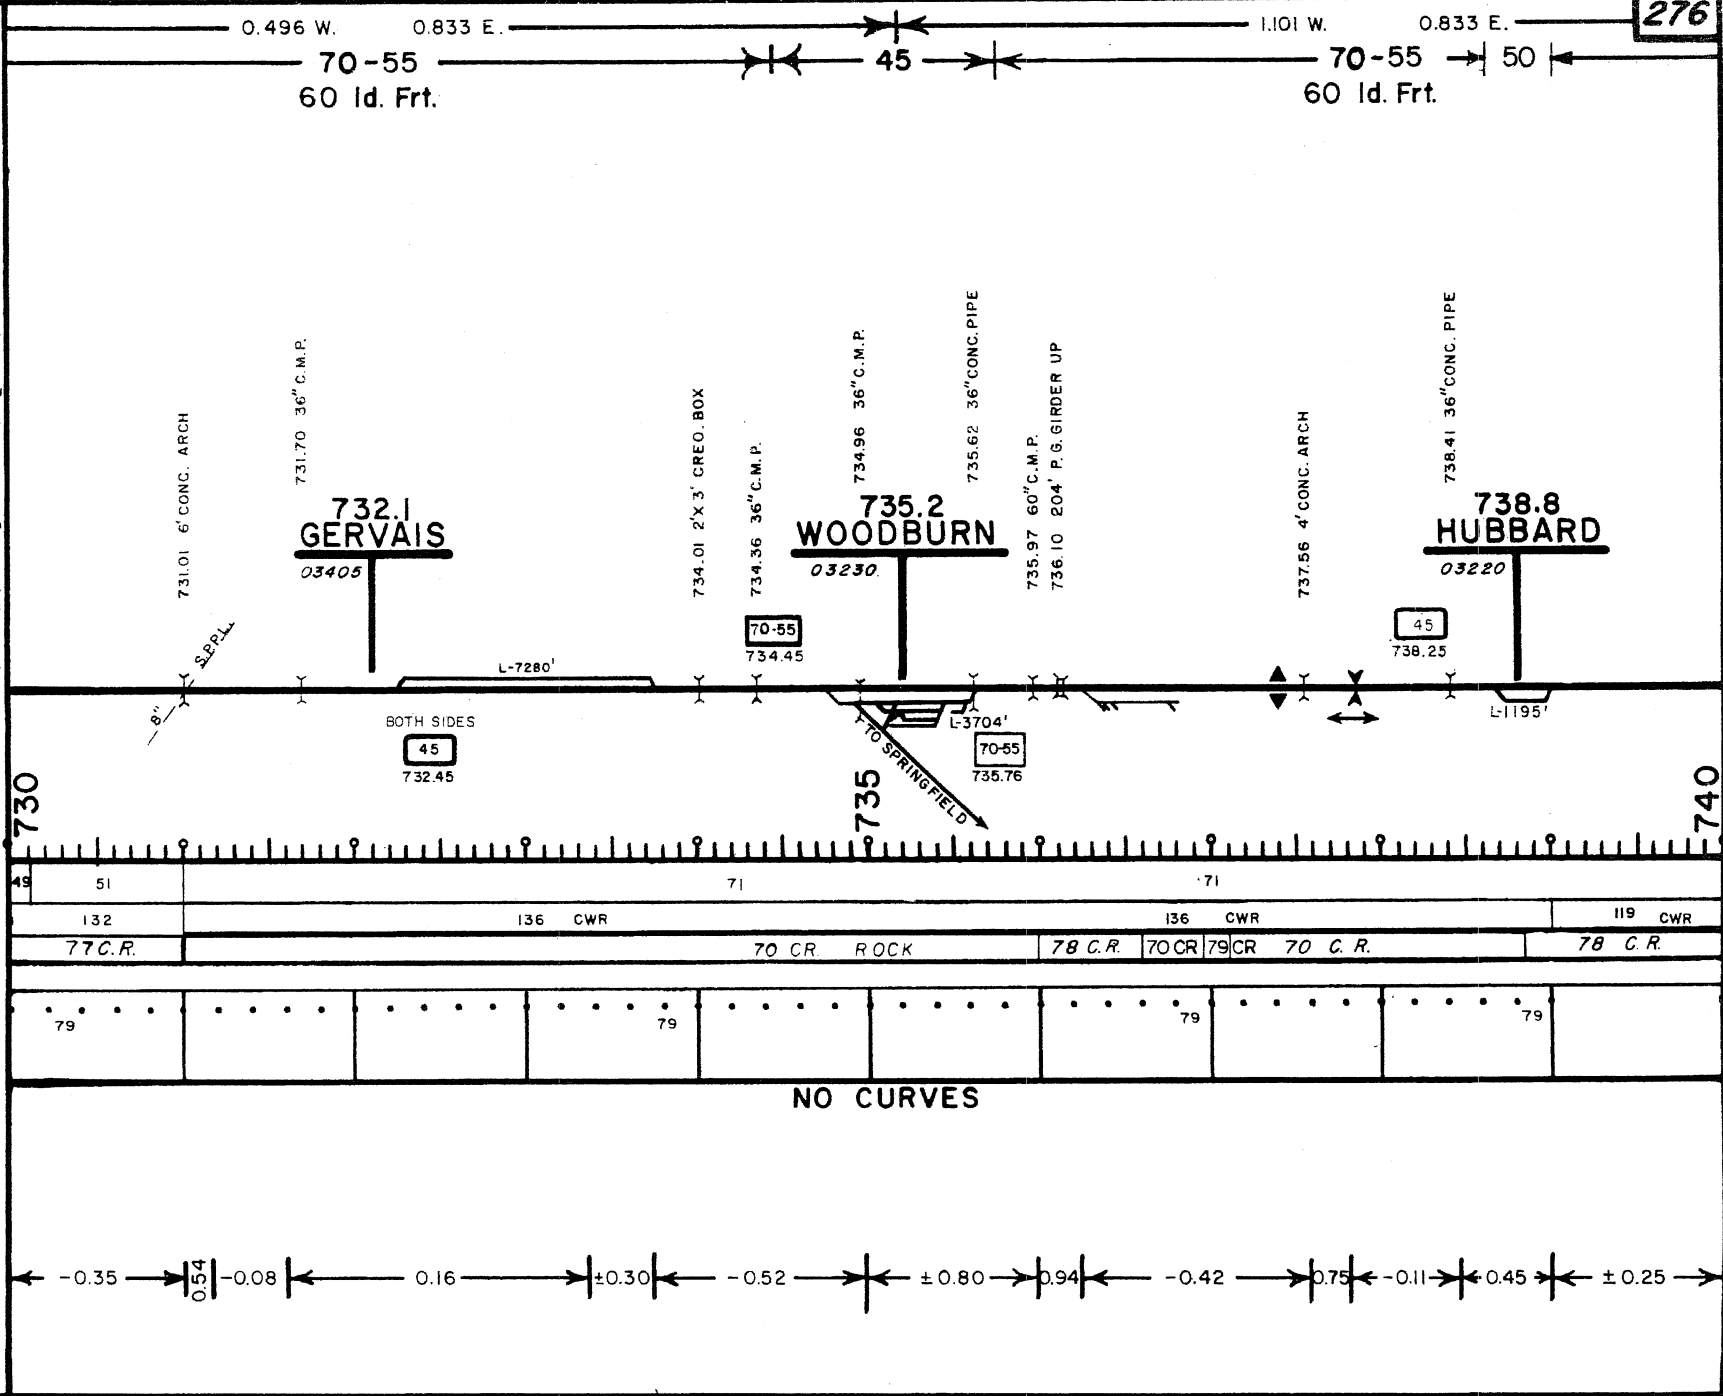 276
0.496 W. 0.833 E. 1.101 W. 0.833 E.
70-55 45 70-55 50
60 ld. Frt. 60 ld. Frt.
731.01 6' CONC. ARCH
731.70 36" C.M.P.
734.01 2'X 3' CREO. BOX
734.36 36" C.M.P.
734.96 36" C.M.P.
735.62 36" CONC. PIPE
735.97 60" C.M.P.
736.10 204' P.G. GIRDER UP
737.56 4' CONC. ARCH
738.41 36" CONC. PIPE
732.1
GERVAIS
03405
735.2
WOODBURN
03230
738.8
HUBBARD
03220
70-55
734.45
45
738.25
S.P.P.L.
8"
L-7280'
BOTH SIDES
45
732.45
L-3704'
TO SPRINGFIELD
70-55
735.76
L-1195'
730 735 740
49 51 71 71
132 136 CWR 136 CWR 119 CWR
77 C.R. 70 CR. ROCK 78 C.R. 70 CR 79 CR 70 C.R. 78 C.R.
79 79 79 79
NO CURVES
-0.35 0.54 -0.08 0.16 ±0.30 -0.52 ±0.80 0.94 -0.42 0.75 -0.11 0.45 ±0.25